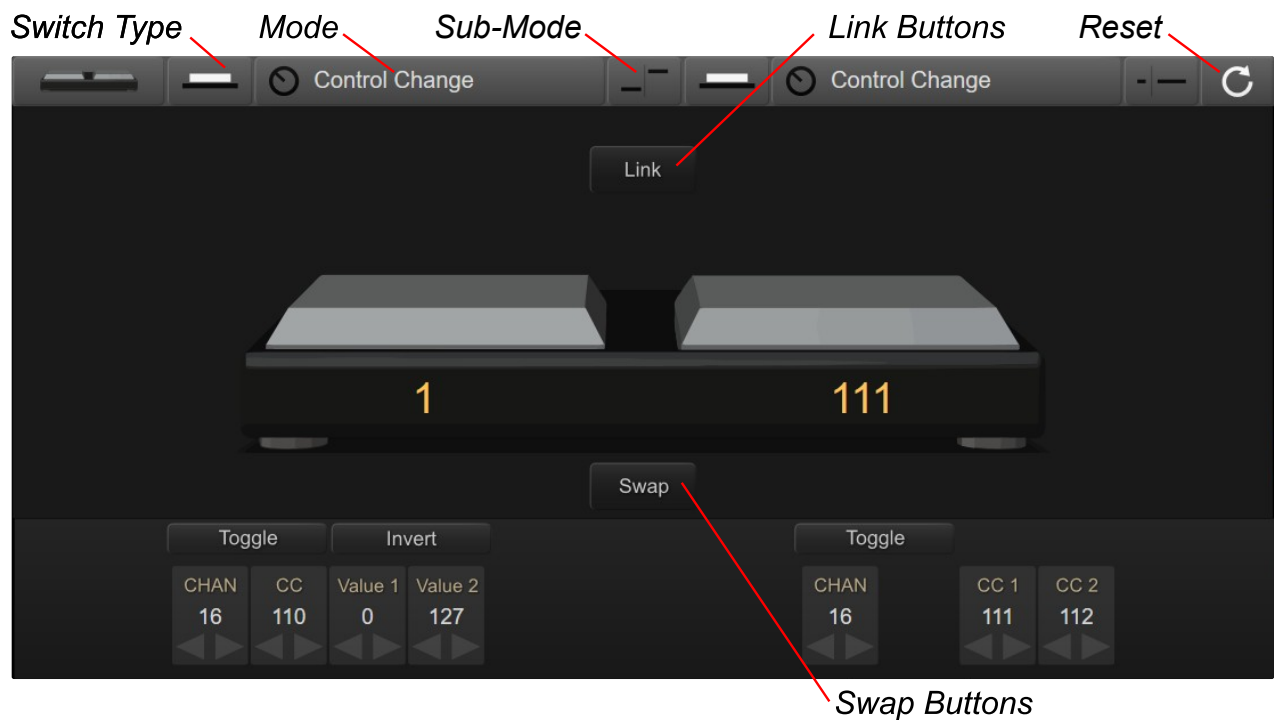 Switch Type Mode Sub-Mode Link Buttons Reset
Control Change Control Change
Link
1 111
Swap
Toggle Invert Toggle
CHAN CC Value 1 Value 2 CHAN CC 1 CC 2
16 110 0 127 16 111 112
Swap Buttons